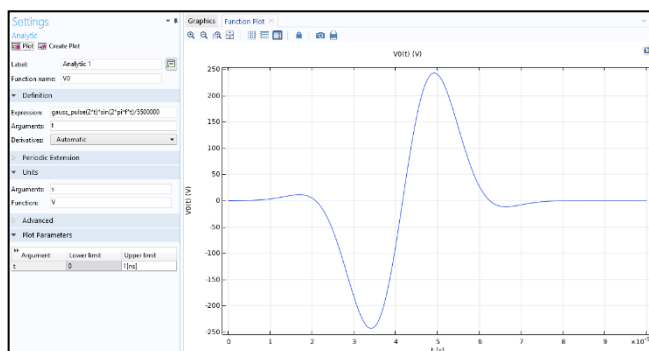 Settings
Analytic
Plot Create Plot
Label: Analytic 1
Function name: V0
Definition
Expression: gauss_pulse(2*t)*sin(2*pi*f*t)/5500000
Arguments: t
Derivatives: Automatic
Periodic Extension
Units
Arguments: s
Function: V
Advanced
Plot Parameters
Argument Lower limit Upper limit
t 0 1[ns]
Graphics Function Plot
V0(t) (V)
250
200
150
100
50
0
-50
-100
-150
-200
-250
V0(t) (V)
0 1 2 3 4 5 6 7 8 9